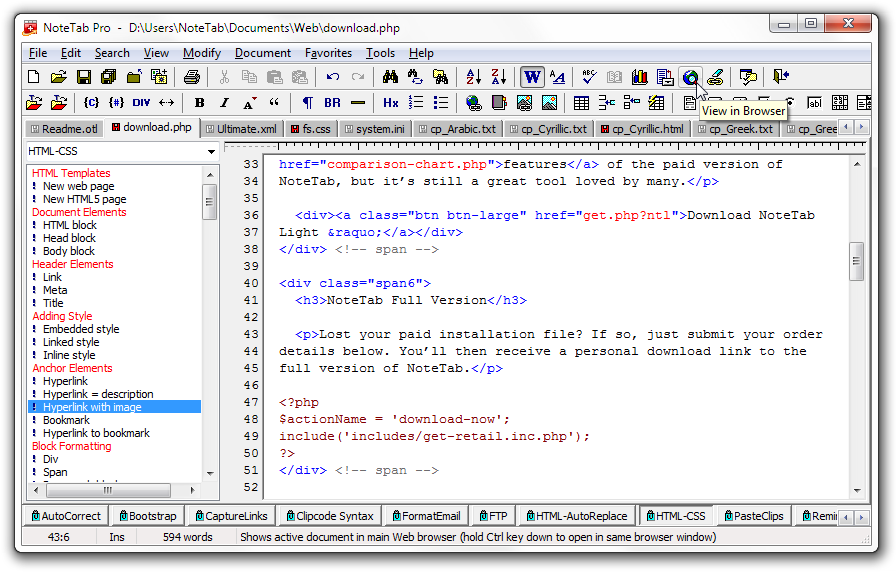 NoteTab Pro - D:\Users\NoteTab\Documents\Web\download.php
File Edit Search View Modify Document Favorites Tools Help
W A Z Z A A ABC
{C} {#} DIV B I A “ ¶ BR Hx abl
View in Browser
Readme.otl download.php Ultimate.xml fs.css system.ini cp_Arabic.txt cp_Cyrillic.txt cp_Cyrillic.html cp_Greek.txt cp_Gree
HTML-CSS
HTML Templates
New web page
New HTML5 page
Document Elements
HTML block
Head block
Body block
Header Elements
Link
Meta
Title
Adding Style
Embedded style
Linked style
Inline style
Anchor Elements
Hyperlink
Hyperlink = description
Hyperlink with image
Bookmark
Hyperlink to bookmark
Block Formatting
Div
Span
33 href="comparison-chart.php">features</a> of the paid version of
34 NoteTab, but it’s still a great tool loved by many.</p>
35
36 <div><a class="btn btn-large" href="get.php?ntl">Download NoteTab
37 Light &raquo;</a></div>
38 </div> <!-- span -->
39
40 <div class="span6">
41 <h3>NoteTab Full Version</h3>
42
43 <p>Lost your paid installation file? If so, just submit your order
44 details below. You’ll then receive a personal download link to the
45 full version of NoteTab.</p>
46
47 <?php
48 $actionName = 'download-now';
49 include('includes/get-retail.inc.php');
50 ?>
51 </div> <!-- span -->
52
AutoCorrect Bootstrap CaptureLinks Clipcode Syntax FormatEmail FTP HTML-AutoReplace HTML-CSS PasteClips Remi
43:6 Ins 594 words Shows active document in main Web browser (hold Ctrl key down to open in same browser window)